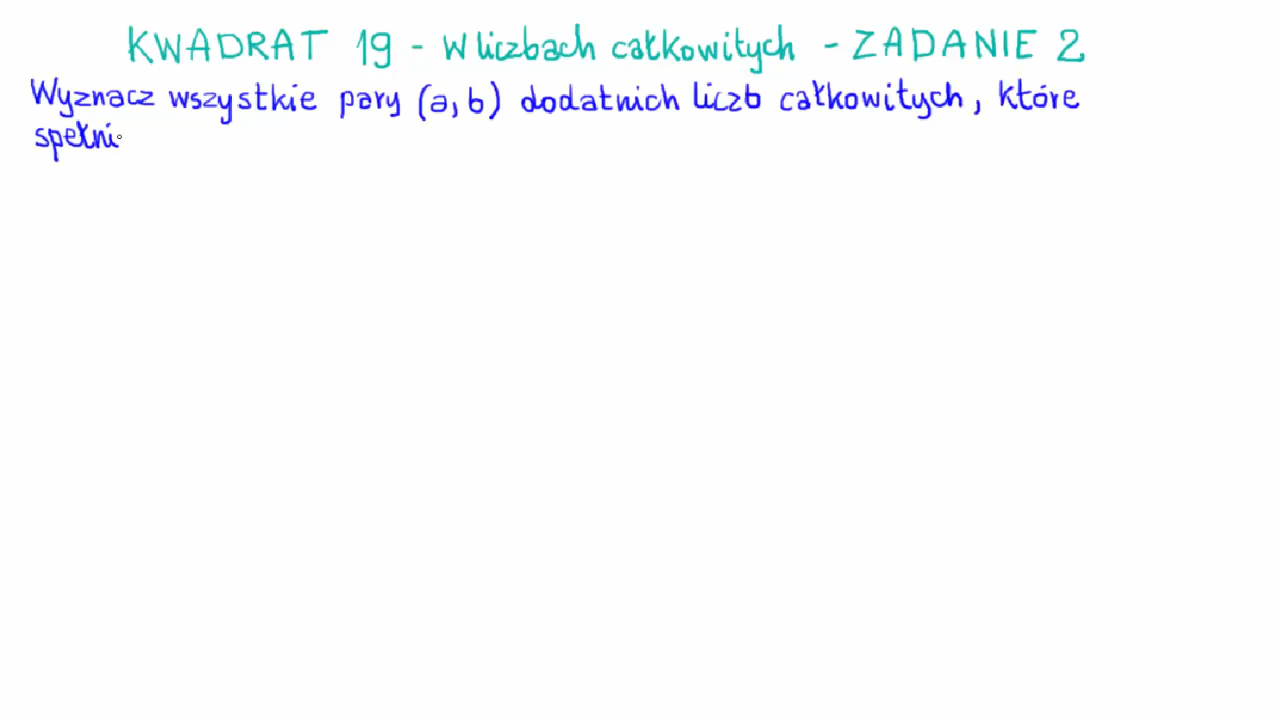 KWADRAT 19 - W liczbach całkowitych - ZADANIE 2
Wyznacz wszystkie pary (a, b) dodatnich liczb całkowitych, które
spełni